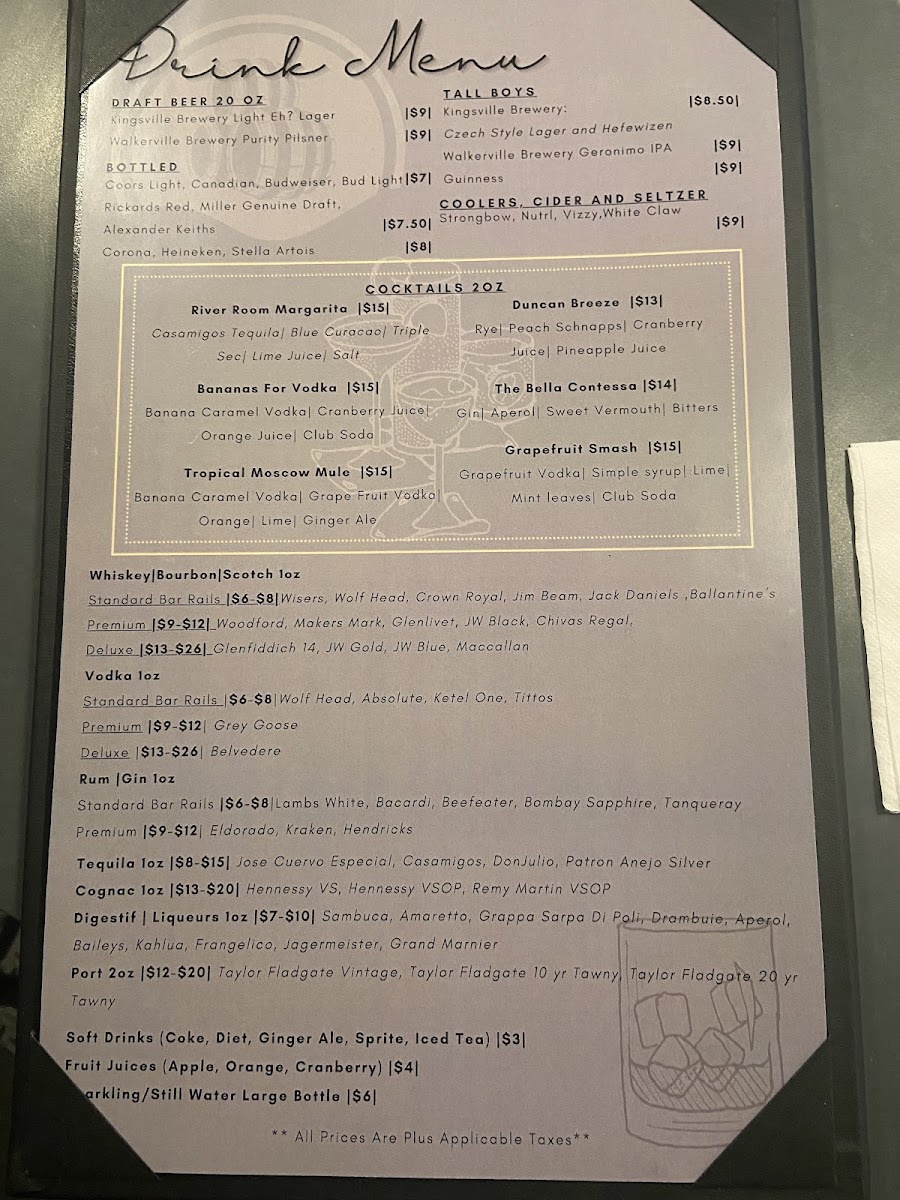 Drink Menu
DRAFT BEER 20 OZ
Kingsville Brewery Light Eh? Lager |$9|
Walkerville Brewery Purity Pilsner |$9|
BOTTLED
Coors Light, Canadian, Budweiser, Bud Light |$7|
Rickards Red, Miller Genuine Draft,
Alexander Keiths |$7.50|
Corona, Heineken, Stella Artois |$8|
TALL BOYS
Kingsville Brewery: |$8.50|
Czech Style Lager and Hefewizen
Walkerville Brewery Geronimo IPA |$9|
Guinness |$9|
COOLERS, CIDER AND SELTZER
Strongbow, Nutrl, Vizzy,White Claw |$9|
COCKTAILS 2OZ
River Room Margarita |$15|
Casamigos Tequila| Blue Curacao| Triple
Sec| Lime Juice| Salt
Bananas For Vodka |$15|
Banana Caramel Vodka| Cranberry Juice|
Orange Juice| Club Soda
Tropical Moscow Mule |$15|
Banana Caramel Vodka| Grape Fruit Vodka|
Orange| Lime| Ginger Ale
Duncan Breeze |$13|
Rye| Peach Schnapps| Cranberry
Juice| Pineapple Juice
The Bella Contessa |$14|
Gin| Aperol| Sweet Vermouth| Bitters
Grapefruit Smash |$15|
Grapefruit Vodka| Simple syrup| Lime|
Mint leaves| Club Soda
Whiskey|Bourbon|Scotch 1oz
Standard Bar Rails |$6-$8|Wisers, Wolf Head, Crown Royal, Jim Beam, Jack Daniels ,Ballantine's
Premium |$9-$12| Woodford, Makers Mark, Glenlivet, JW Black, Chivas Regal,
Deluxe |$13-$26| Glenfiddich 14, JW Gold, JW Blue, Maccallan
Vodka 1oz
Standard Bar Rails |$6-$8|Wolf Head, Absolute, Ketel One, Tittos
Premium |$9-$12| Grey Goose
Deluxe |$13-$26| Belvedere
Rum |Gin 1oz
Standard Bar Rails |$6-$8|Lambs White, Bacardi, Beefeater, Bombay Sapphire, Tanqueray
Premium |$9-$12| Eldorado, Kraken, Hendricks
Tequila 1oz |$8-$15| Jose Cuervo Especial, Casamigos, DonJulio, Patron Anejo Silver
Cognac 1oz |$13-$20| Hennessy VS, Hennessy VSOP, Remy Martin VSOP
Digestif | Liqueurs 1oz |$7-$10| Sambuca, Amaretto, Grappa Sarpa Di Poli, Drambuie, Aperol,
Baileys, Kahlua, Frangelico, Jagermeister, Grand Marnier
Port 2oz |$12-$20| Taylor Fladgate Vintage, Taylor Fladgate 10 yr Tawny, Taylor Fladgate 20 yr
Tawny
Soft Drinks (Coke, Diet, Ginger Ale, Sprite, Iced Tea) |$3|
Fruit Juices (Apple, Orange, Cranberry) |$4|
arkling/Still Water Large Bottle |$6|
** All Prices Are Plus Applicable Taxes**